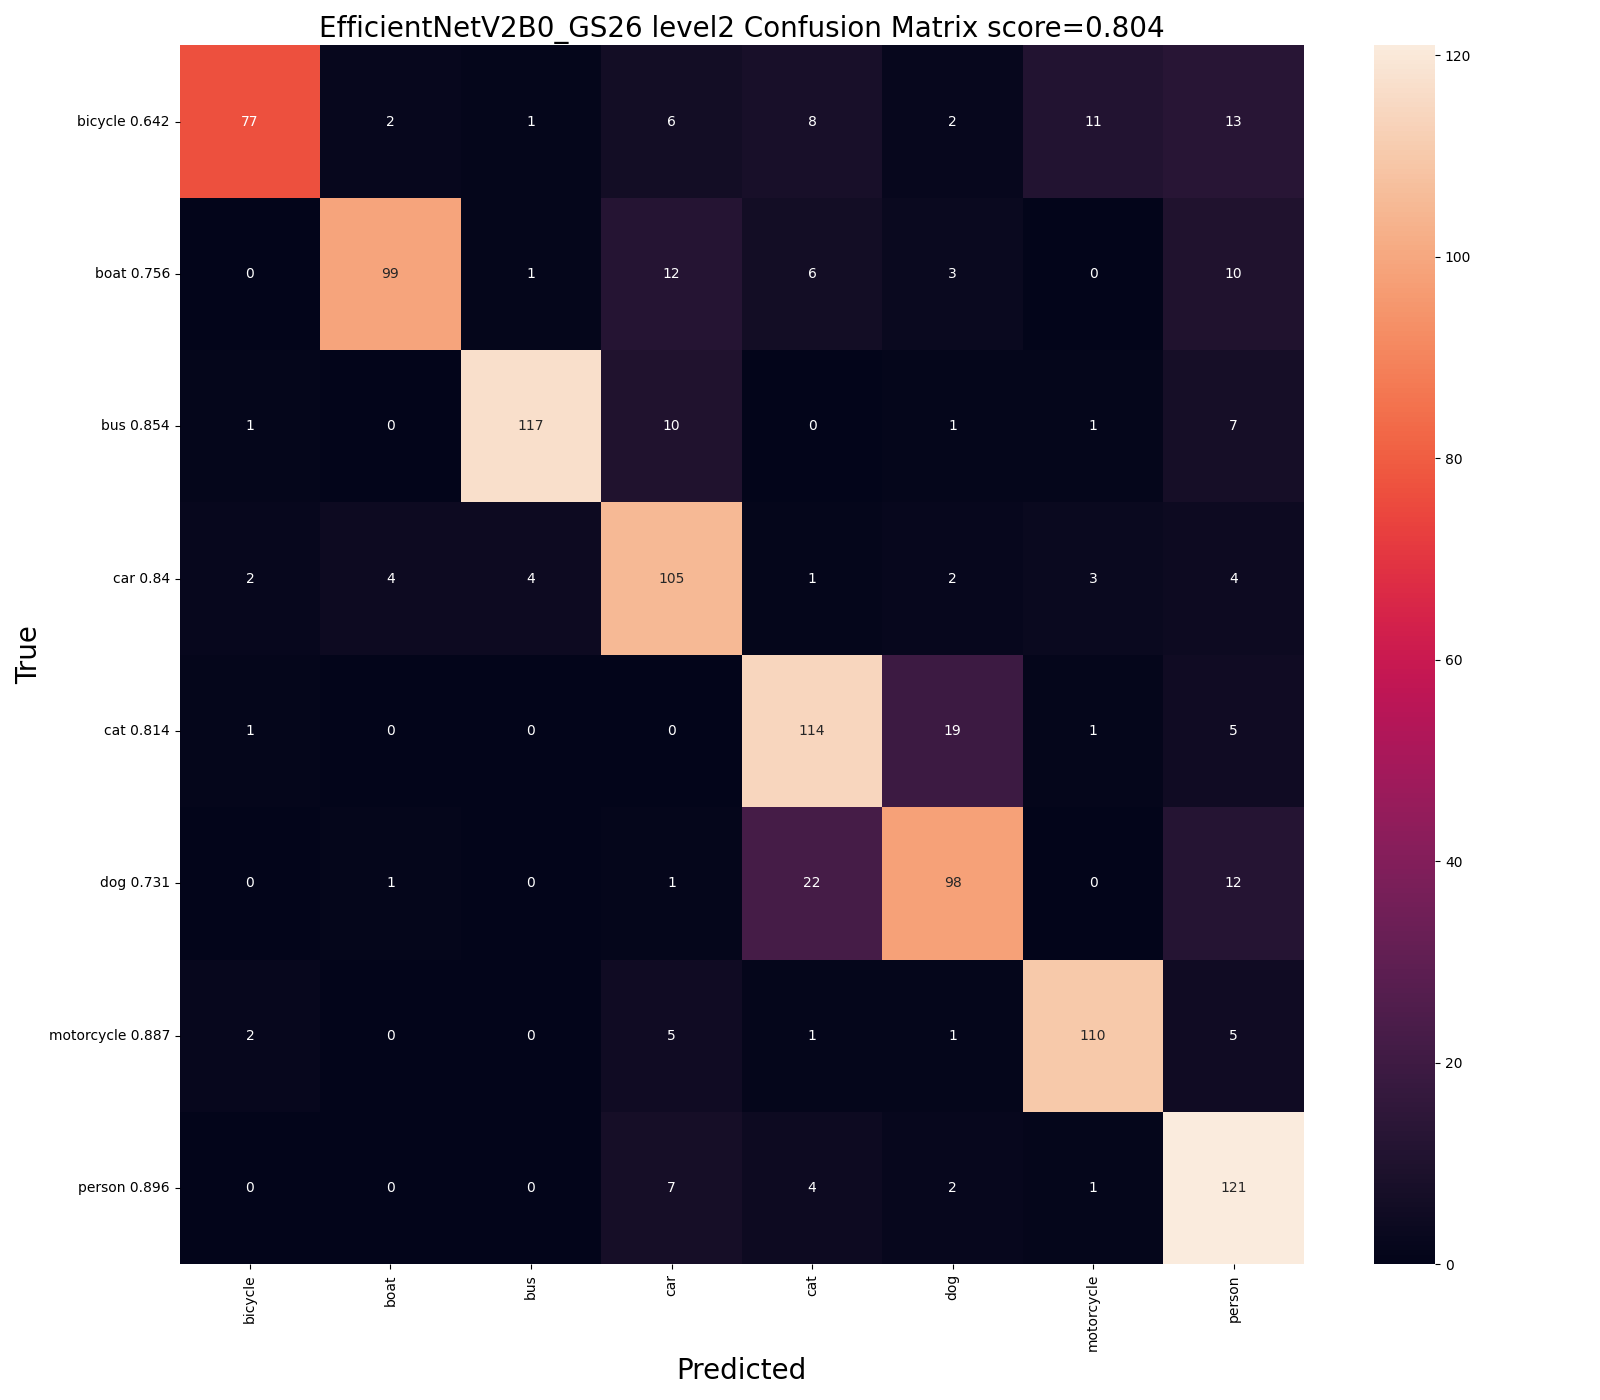 EfficientNetV2B0_GS26 level2 Confusion Matrix score=0.804
bicycle 0.642 77 2 1 6 8 2 11 13
boat 0.756 0 99 1 12 6 3 0 10
bus 0.854 1 0 117 10 0 1 1 7
car 0.84 2 4 4 105 1 2 3 4
cat 0.814 1 0 0 0 114 19 1 5
dog 0.731 0 1 0 1 22 98 0 12
motorcycle 0.887 2 0 0 5 1 1 110 5
person 0.896 0 0 0 7 4 2 1 121
bicycle boat bus car cat dog motorcycle person
True
Predicted
120
100
80
60
40
20
0